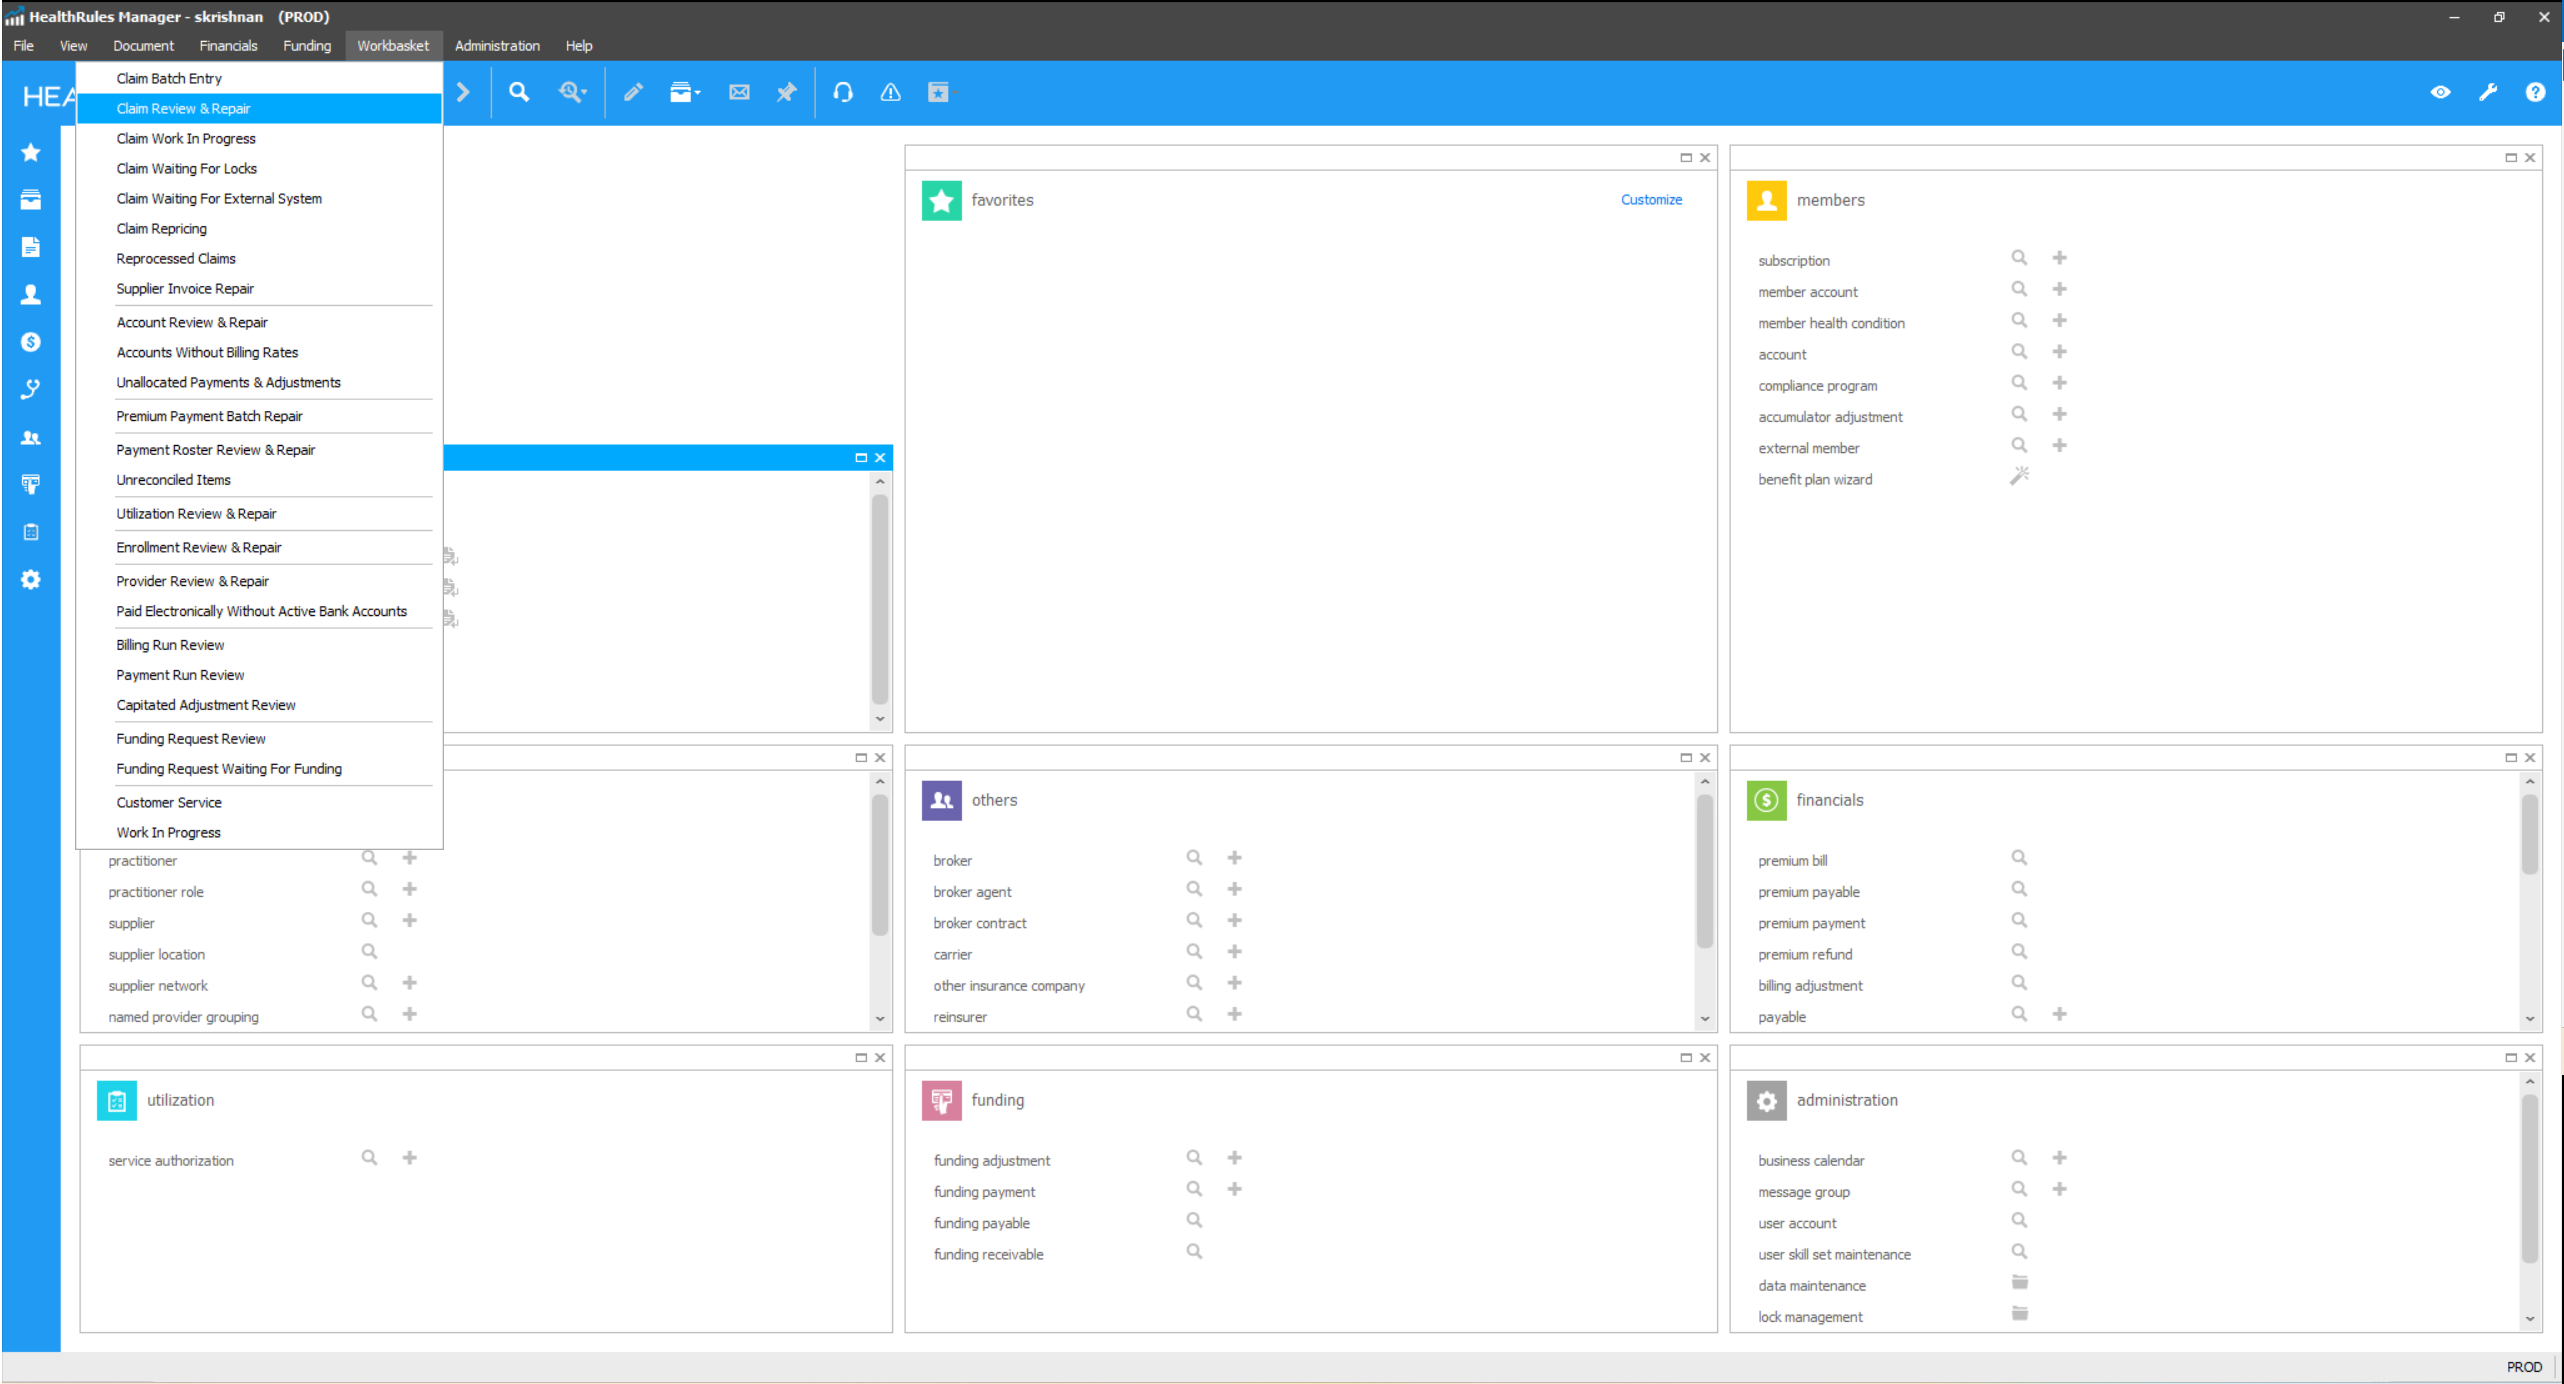 HealthRules Manager - skrishnan (PROD)
File View Document Financials Funding Workbasket Administration Help
HEA
Claim Batch Entry
Claim Review & Repair
Claim Work In Progress
Claim Waiting For Locks
Claim Waiting For External System
Claim Repricing
Reprocessed Claims
Supplier Invoice Repair
Account Review & Repair
Accounts Without Billing Rates
Unallocated Payments & Adjustments
Premium Payment Batch Repair
Payment Roster Review & Repair
Unreconciled Items
Utilization Review & Repair
Enrollment Review & Repair
Provider Review & Repair
Paid Electronically Without Active Bank Accounts
Billing Run Review
Payment Run Review
Capitated Adjustment Review
Funding Request Review
Funding Request Waiting For Funding
Customer Service
Work In Progress
favorites
Customize
members
subscription
member account
member health condition
account
compliance program
accumulator adjustment
external member
benefit plan wizard
practitioner
practitioner role
supplier
supplier location
supplier network
named provider grouping
others
broker
broker agent
broker contract
carrier
other insurance company
reinsurer
financials
premium bill
premium payable
premium payment
premium refund
billing adjustment
payable
utilization
service authorization
funding
funding adjustment
funding payment
funding payable
funding receivable
administration
business calendar
message group
user account
user skill set maintenance
data maintenance
lock management
PROD